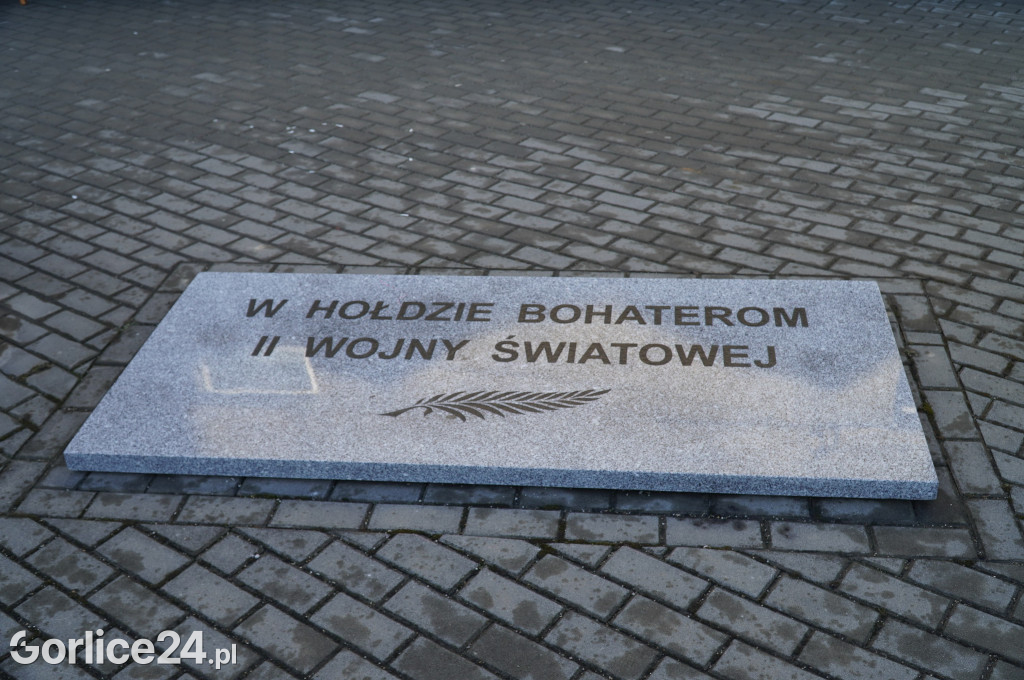 W HOŁDZIE BOHATEROM
II WOJNY ŚWIATOWEJ
Gorlice24.pl